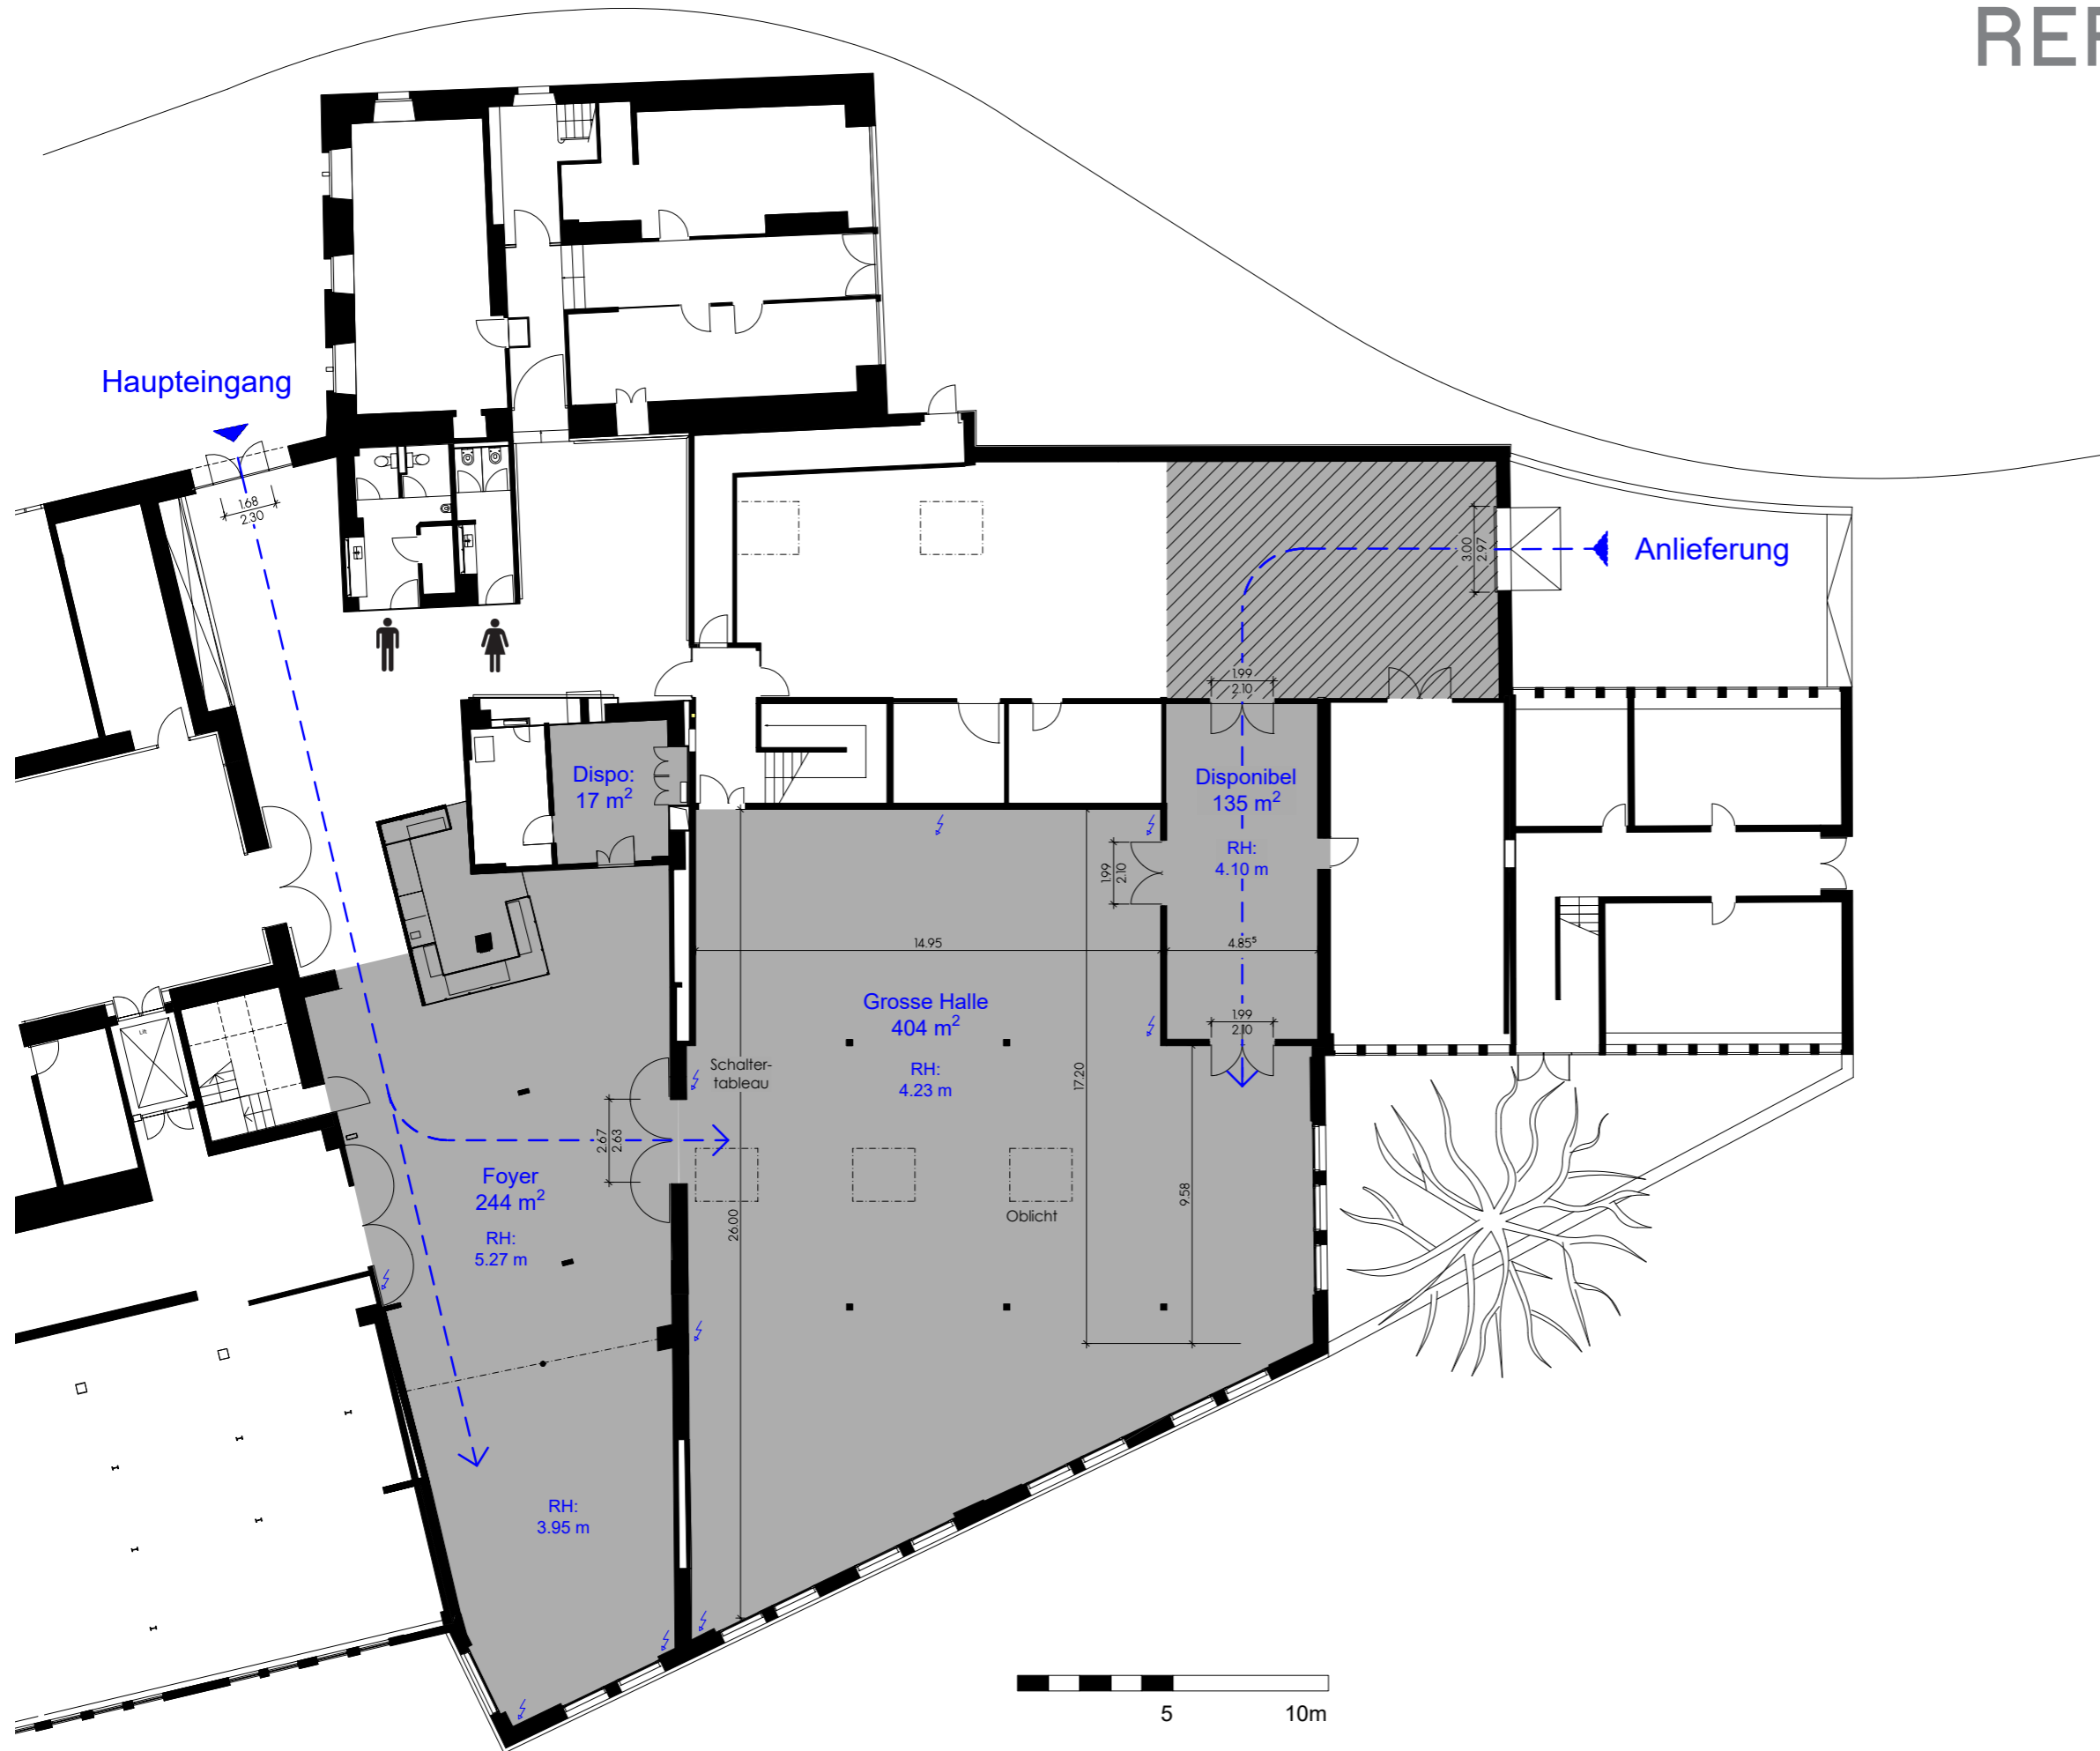 REF
Haupteingang
1.68
2.30
3.00
2.97
Anlieferung
1.99
2.10
Dispo:
17 m²
Disponibel
135 m²
RH:
4.10 m
1.99
2.10
14.95
4.85⁵
Grosse Halle
404 m²
RH:
4.23 m
1.99
2.10
Lift
Schalter-
tableau
17.20
2.67
2.63
Foyer
244 m²
RH:
5.27 m
26.00
9.58
Oblicht
RH:
3.95 m
5
10m